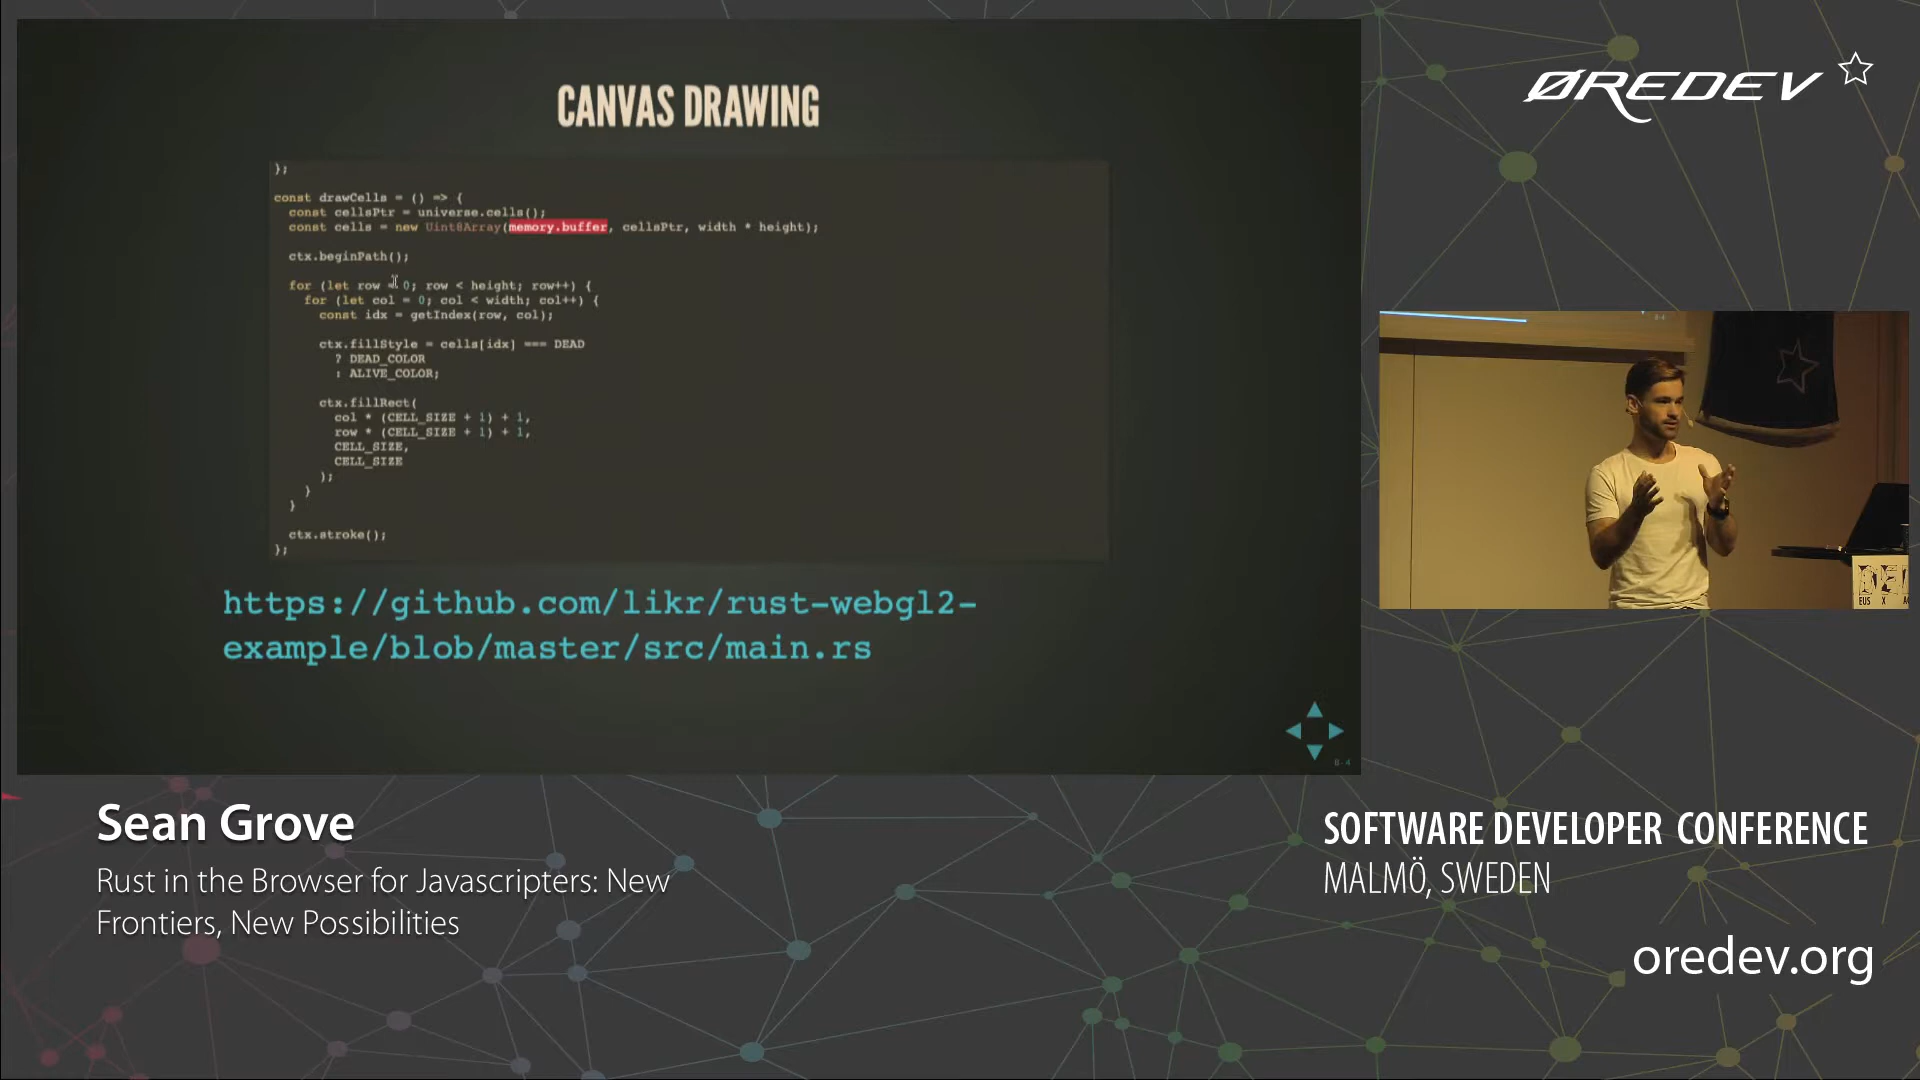 CANVAS DRAWING
};
const drawCells = () => {
const cellsPtr = universe.cells();
const cells = new Uint8Array(memory.buffer, cellsPtr, width * height);
ctx.beginPath();
for (let row = 0; row < height; row++) {
for (let col = 0; col < width; col++) {
const idx = getIndex(row, col);
ctx.fillStyle = cells[idx] === DEAD
? DEAD_COLOR
: ALIVE_COLOR;
ctx.fillRect(
col * (CELL_SIZE + 1) + 1,
row * (CELL_SIZE + 1) + 1,
CELL_SIZE,
CELL_SIZE
);
}
}
ctx.stroke();
};
https://github.com/likr/rust-webgl2-
example/blob/master/src/main.rs
8-4
ØREDEV
Sean Grove
Rust in the Browser for Javascripters: New
Frontiers, New Possibilities
SOFTWARE DEVELOPER CONFERENCE
MALMÖ, SWEDEN
oredev.org